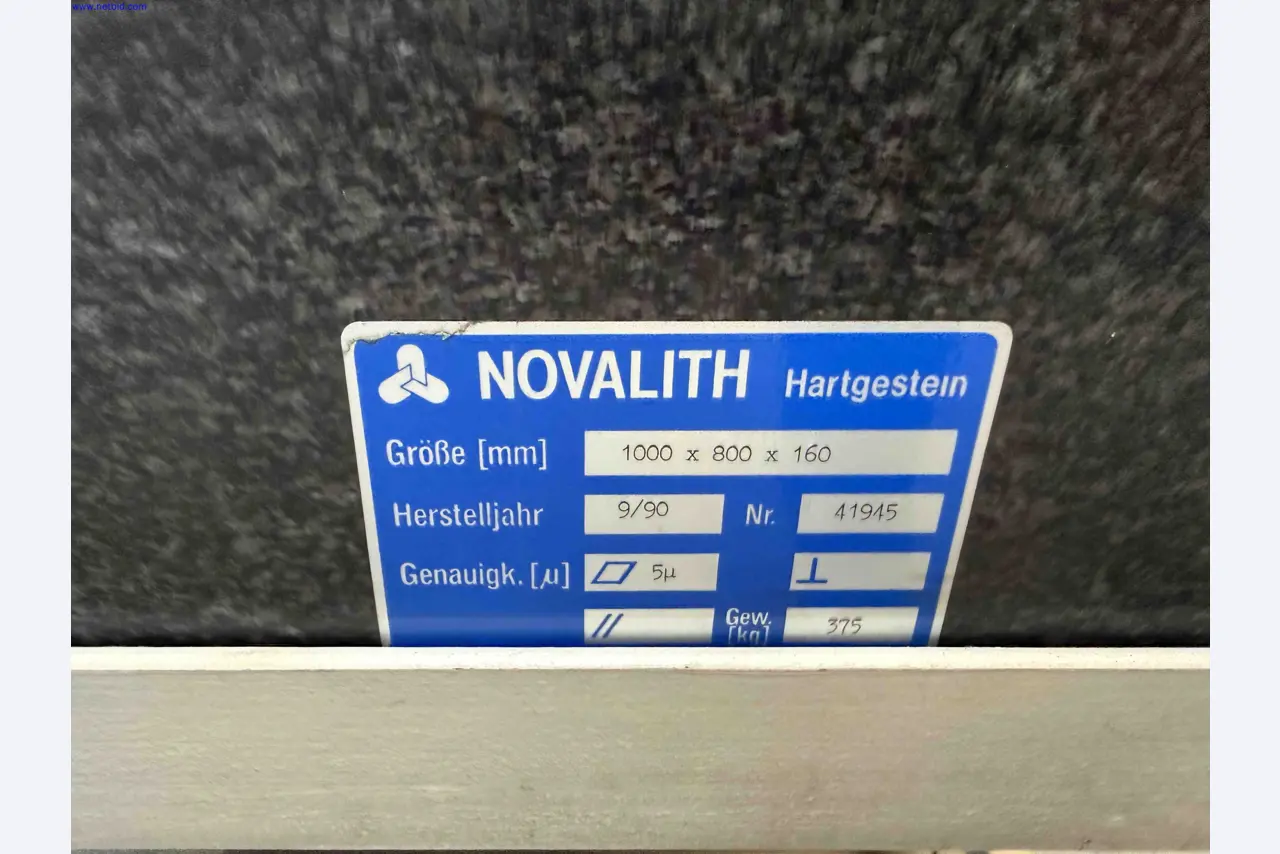 www.netbid.com
NOVALITH Hartgestein
Größe [mm] 1000 x 800 x 160
Herstelljahr 9/90 Nr. 41945
Genauigk. [µ] ⏥ 5µ ⊥
// Gew. [kg] 375